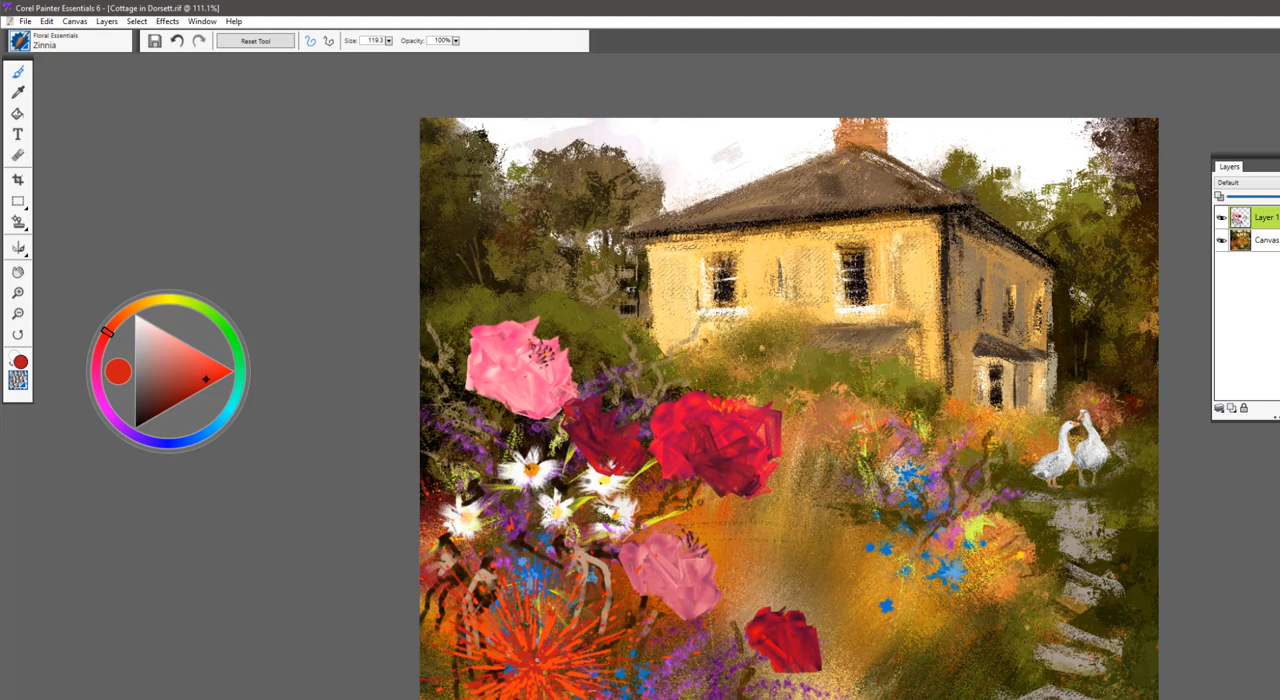 Corel Painter Essentials 6 - [Cottage in Dorsett.rif @ 111.1%]
File Edit Canvas Layers Select Effects Window Help
Floral Essentials
Zinnia
Reset Tool
Size: 119.3
Opacity: 100%
T
Layers
Default
Layer 1
Canvas